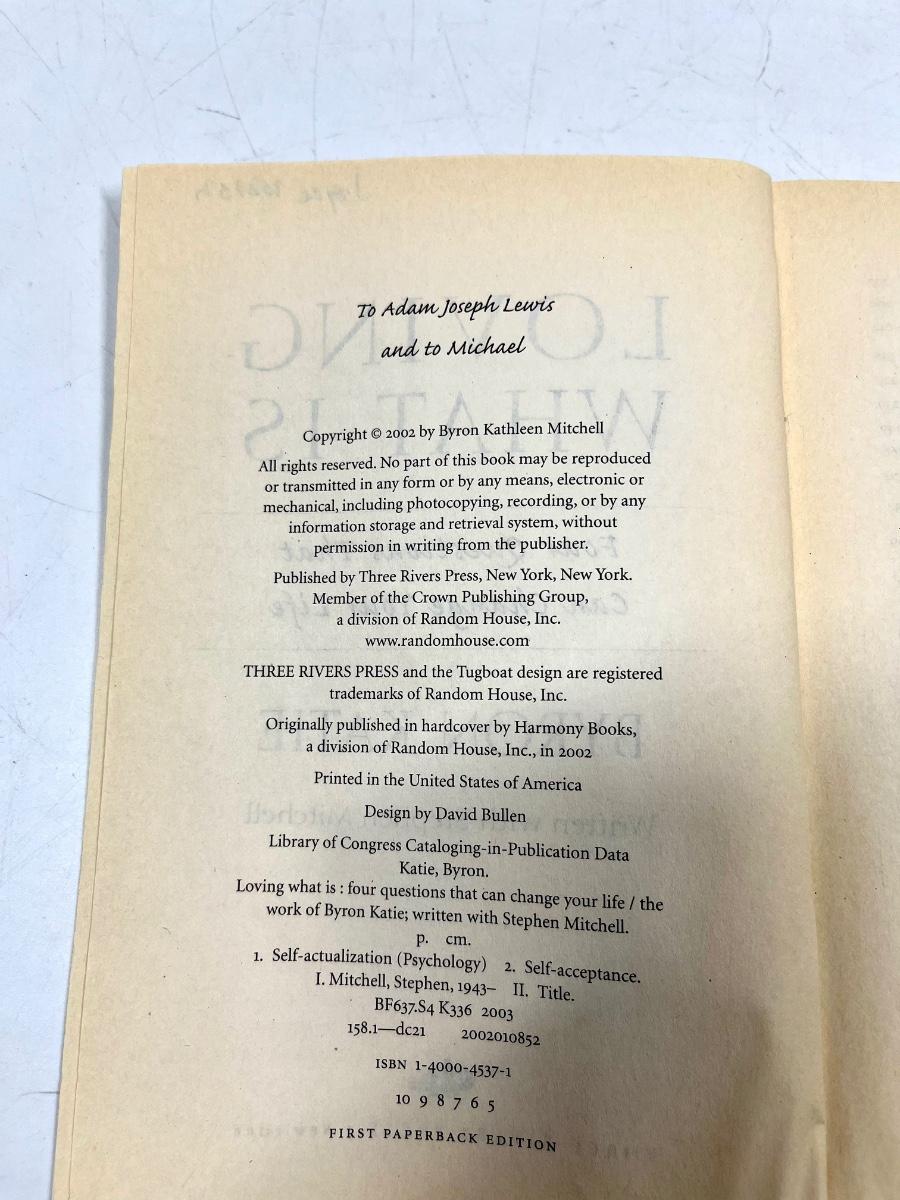 To Adam Joseph Lewis
and to Michael
Copyright © 2002 by Byron Kathleen Mitchell
All rights reserved. No part of this book may be reproduced
or transmitted in any form or by any means, electronic or
mechanical, including photocopying, recording, or by any
information storage and retrieval system, without
permission in writing from the publisher.
Published by Three Rivers Press, New York, New York.
Member of the Crown Publishing Group,
a division of Random House, Inc.
www.randomhouse.com
THREE RIVERS PRESS and the Tugboat design are registered
trademarks of Random House, Inc.
Originally published in hardcover by Harmony Books,
a division of Random House, Inc., in 2002
Printed in the United States of America
Design by David Bullen
Library of Congress Cataloging-in-Publication Data
Katie, Byron.
Loving what is : four questions that can change your life / the
work of Byron Katie; written with Stephen Mitchell.
p. cm.
1. Self-actualization (Psychology) 2. Self-acceptance.
I. Mitchell, Stephen, 1943– II. Title.
BF637.S4 K336 2003
158.1—dc21 2002010852
ISBN 1-4000-4537-1
10 9 8 7 6 5
FIRST PAPERBACK EDITION